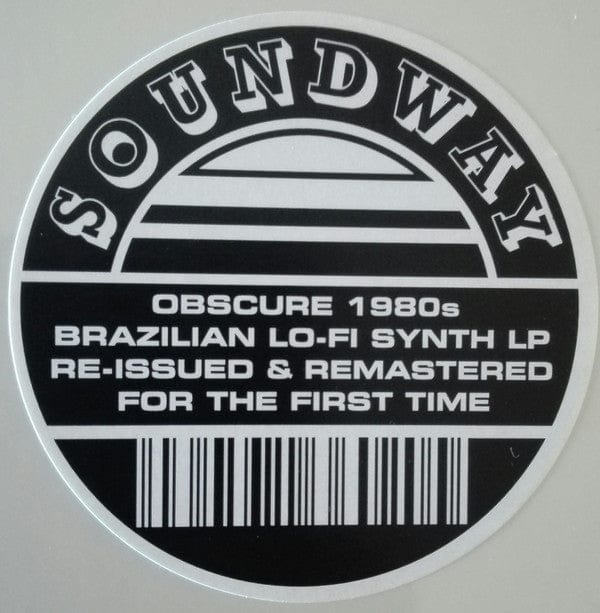 SOUNDWAY
OBSCURE 1980s
BRAZILIAN LO-FI SYNTH LP
RE-ISSUED & REMASTERED
FOR THE FIRST TIME